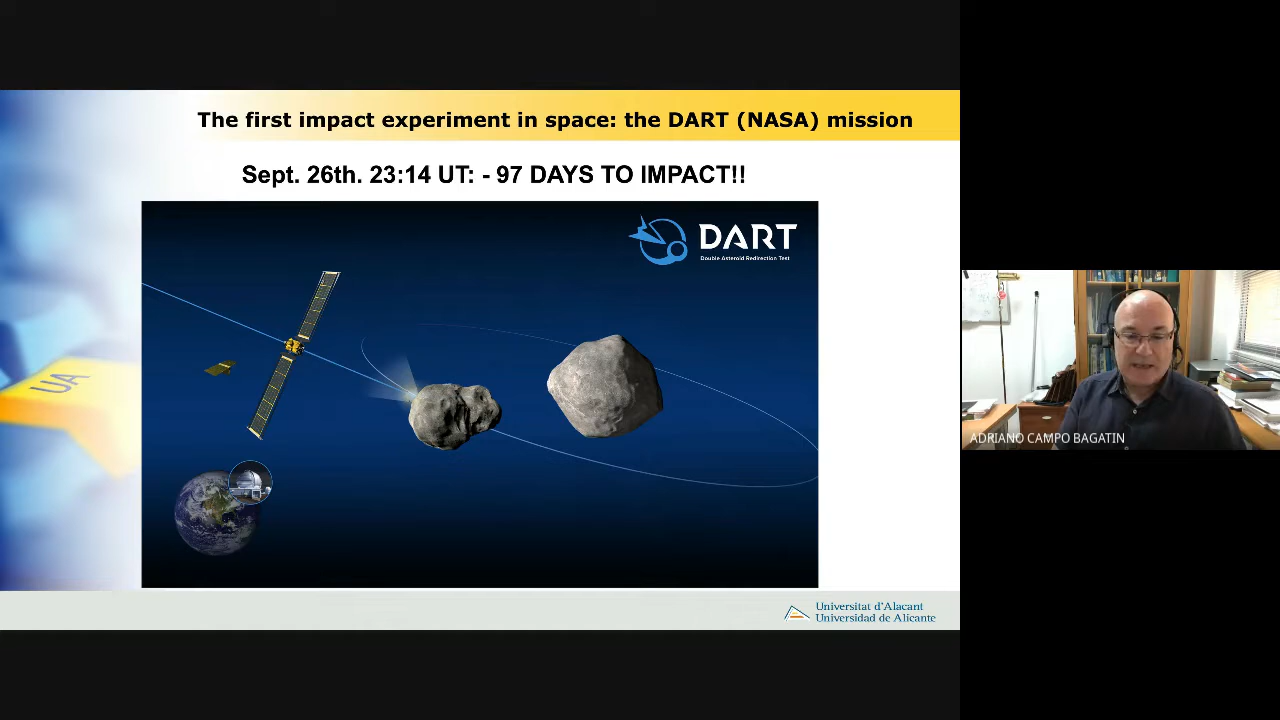 The first impact experiment in space: the DART (NASA) mission
Sept. 26th. 23:14 UT: - 97 DAYS TO IMPACT!!
DART
Double Asteroid Redirection Test
UA
ADRIANO CAMPO BAGATIN
Universitat d'Alacant
Universidad de Alicante